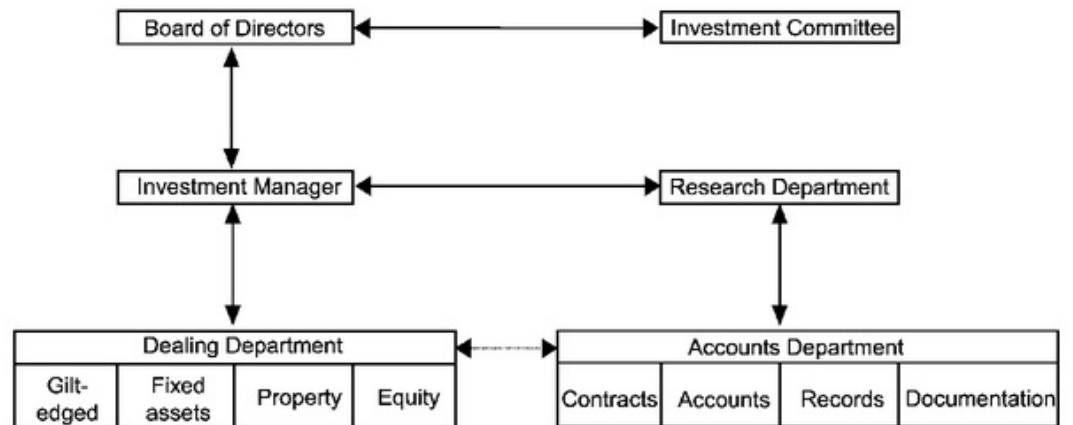 Board of Directors
Investment Committee
Investment Manager
Research Department
Dealing Department
Accounts Department
Gilt-
edged
Fixed
assets
Property
Equity
Contracts
Accounts
Records
Documentation